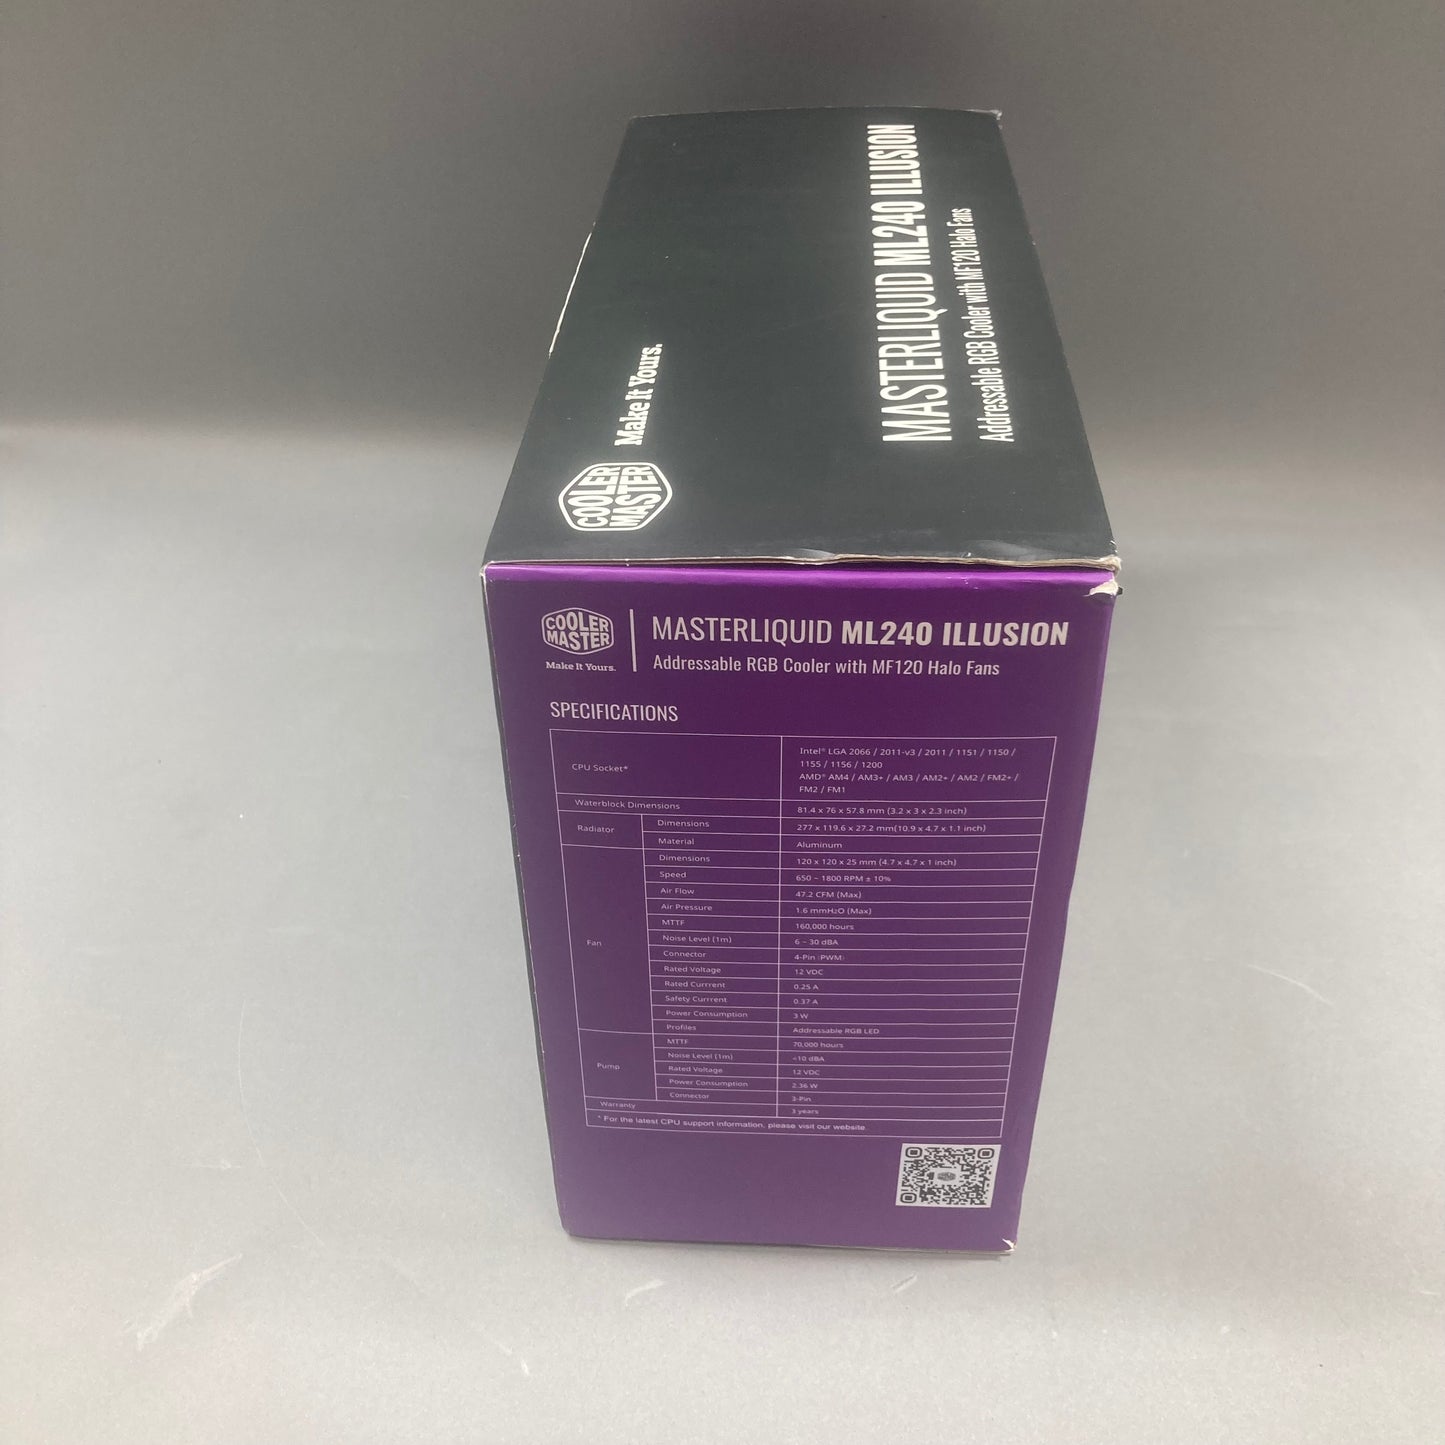 MASTERLIQUID ML240 ILLUSION
Addressable RGB Cooler with MF120 Halo Fans
Make It Yours.
COOLER
MASTER
COOLER
MASTER
Make It Yours.
MASTERLIQUID ML240 ILLUSION
Addressable RGB Cooler with MF120 Halo Fans
SPECIFICATIONS
CPU Socket*
Intel® LGA 2066 / 2011-v3 / 2011 / 1151 / 1150 /
1155 / 1156 / 1200
AMD® AM4 / AM3+ / AM3 / AM2+ / AM2 / FM2+ /
FM2 / FM1
Waterblock Dimensions 81.4 x 76 x 57.8 mm (3.2 x 3 x 2.3 inch)
Radiator Dimensions 277 x 119.6 x 27.2 mm(10.9 x 4.7 x 1.1 inch)
Material Aluminum
Fan Dimensions 120 x 120 x 25 mm (4.7 x 4.7 x 1 inch)
Speed 650 ~ 1800 RPM ± 10%
Air Flow 47.2 CFM (Max)
Air Pressure 1.6 mmH₂O (Max)
MTTF 160,000 hours
Noise Level (1m) 6 ~ 30 dBA
Connector 4-Pin (PWM)
Rated Voltage 12 VDC
Rated Currrent 0.25 A
Safety Currrent 0.37 A
Power Consumption 3 W
Profiles Addressable RGB LED
Pump MTTF 70,000 hours
Noise Level (1m) <10 dBA
Rated Voltage 12 VDC
Power Consumption 2.36 W
Connector 3-Pin
Warranty 3 years
* For the latest CPU support information, please visit our website.